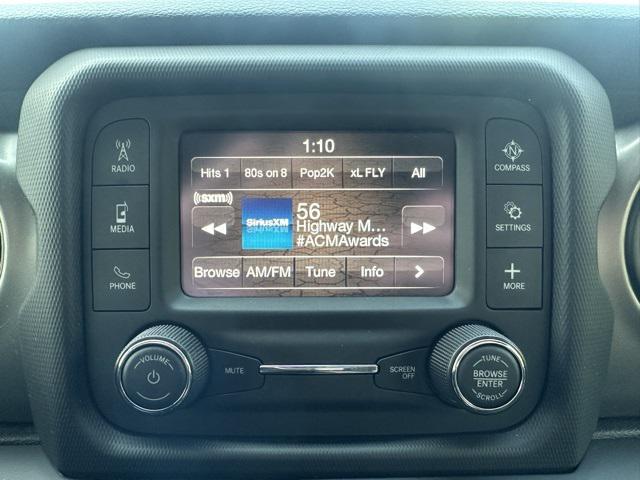 1:10
Hits 1 80s on 8 Pop2K xL FLY All
((sxm))
SiriusXM
56
Highway M...
#ACMAwards
Browse AM/FM Tune Info >
RADIO
MEDIA
PHONE
COMPASS
N
SETTINGS
+
MORE
VOLUME
MUTE
SCREEN
OFF
TUNE
BROWSE
ENTER
SCROLL